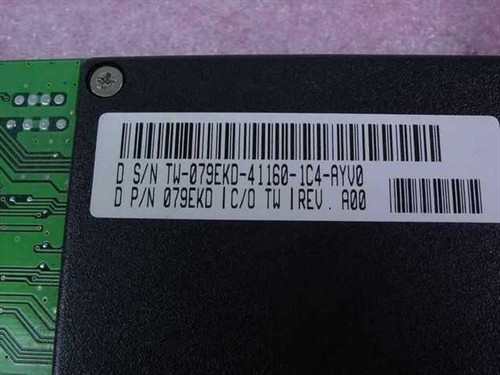 D S/N TW-079EKD-41160-1C4-AYV0
D P/N 079EKD |C/O TW |REV. A00